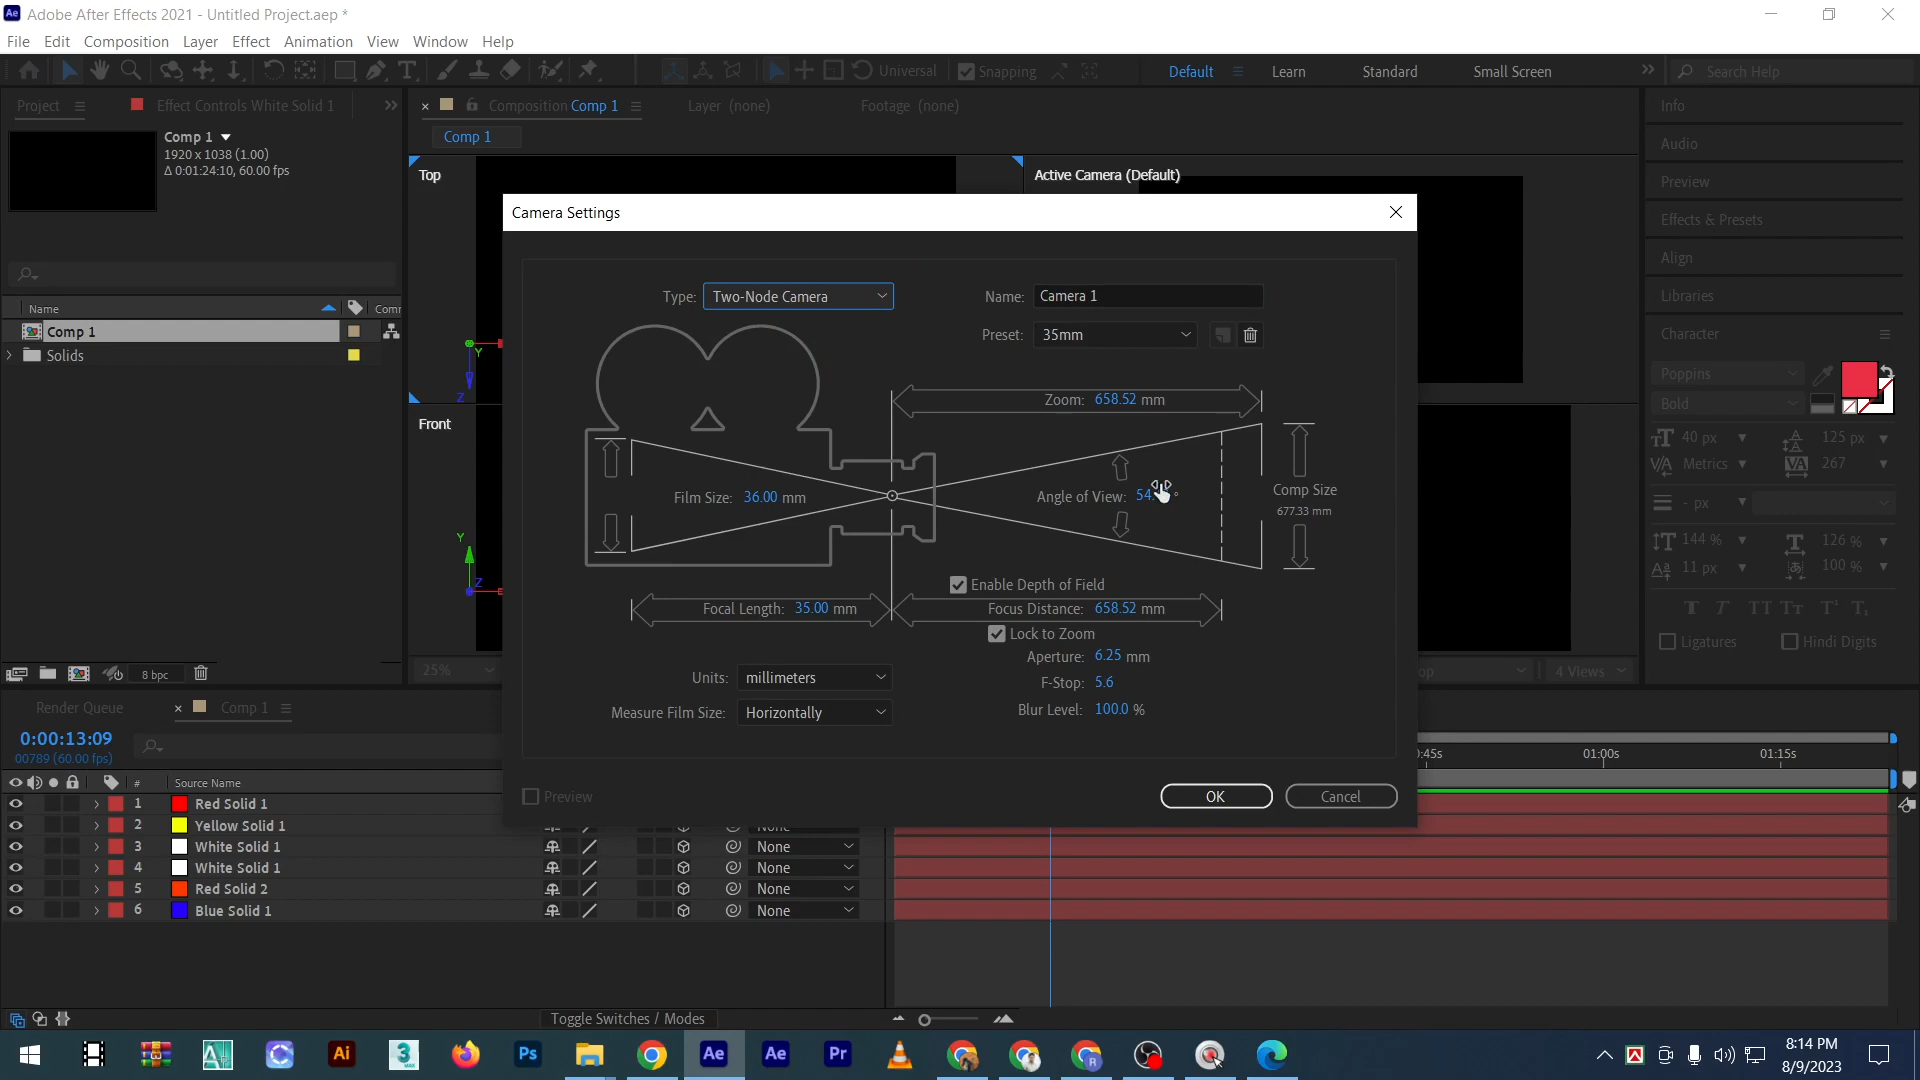 Adobe After Effects 2021 - Untitled Project.aep *
File Edit Composition Layer Effect Animation View Window Help
Universal Snapping Default Learn Standard Small Screen Search Help
Project Effect Controls White Solid 1 Composition Comp 1 Layer (none) Footage (none) Info
Comp 1
1920 x 1038 (1.00)
Δ 0:01:24:10, 60.00 fps
Comp 1
Audio
Top
Active Camera (Default)
Preview
Camera Settings
Effects & Presets
Align
Libraries
Type: Two-Node Camera Name: Camera 1
Name Com
Comp 1
Solids
Preset: 35mm
Character
Poppins
Bold
Zoom: 658.52 mm
Front
40 px 125 px
Metrics 267
- px
Film Size: 36.00 mm
Angle of View: 54.
Comp Size
677.33 mm
144 % 126 %
11 px 100 %
Enable Depth of Field
Focal Length: 35.00 mm Focus Distance: 658.52 mm
Lock to Zoom
Ligatures Hindi Digits
Aperture: 6.25 mm
Units: millimeters
F-Stop: 5.6
Measure Film Size: Horizontally
Blur Level: 100.0 %
8 bpc 25% 4 Views
Preview OK Cancel
Render Queue Comp 1
0:00:13:09
00789 (60.00 fps)
:45s 01:00s 01:15s
# Source Name
1 Red Solid 1
2 Yellow Solid 1 None
3 White Solid 1 None
4 White Solid 1 None
5 Red Solid 2 None
6 Blue Solid 1 None
Toggle Switches / Modes
8:14 PM
8/9/2023